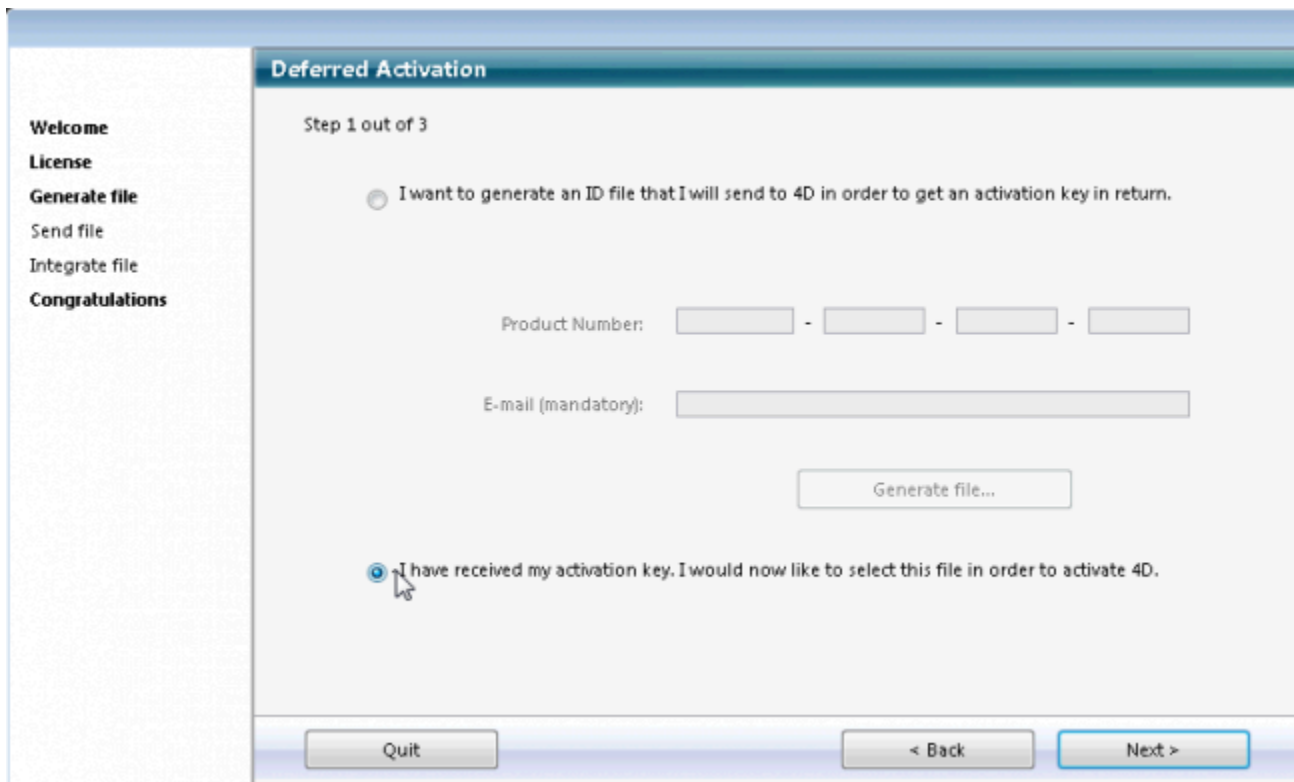 Deferred Activation
Welcome
License
Generate file
Send file
Integrate file
Congratulations
Step 1 out of 3
I want to generate an ID file that I will send to 4D in order to get an activation key in return.
Product Number: - - -
E-mail (mandatory):
Generate file...
I have received my activation key. I would now like to select this file in order to activate 4D.
Quit
< Back
Next >